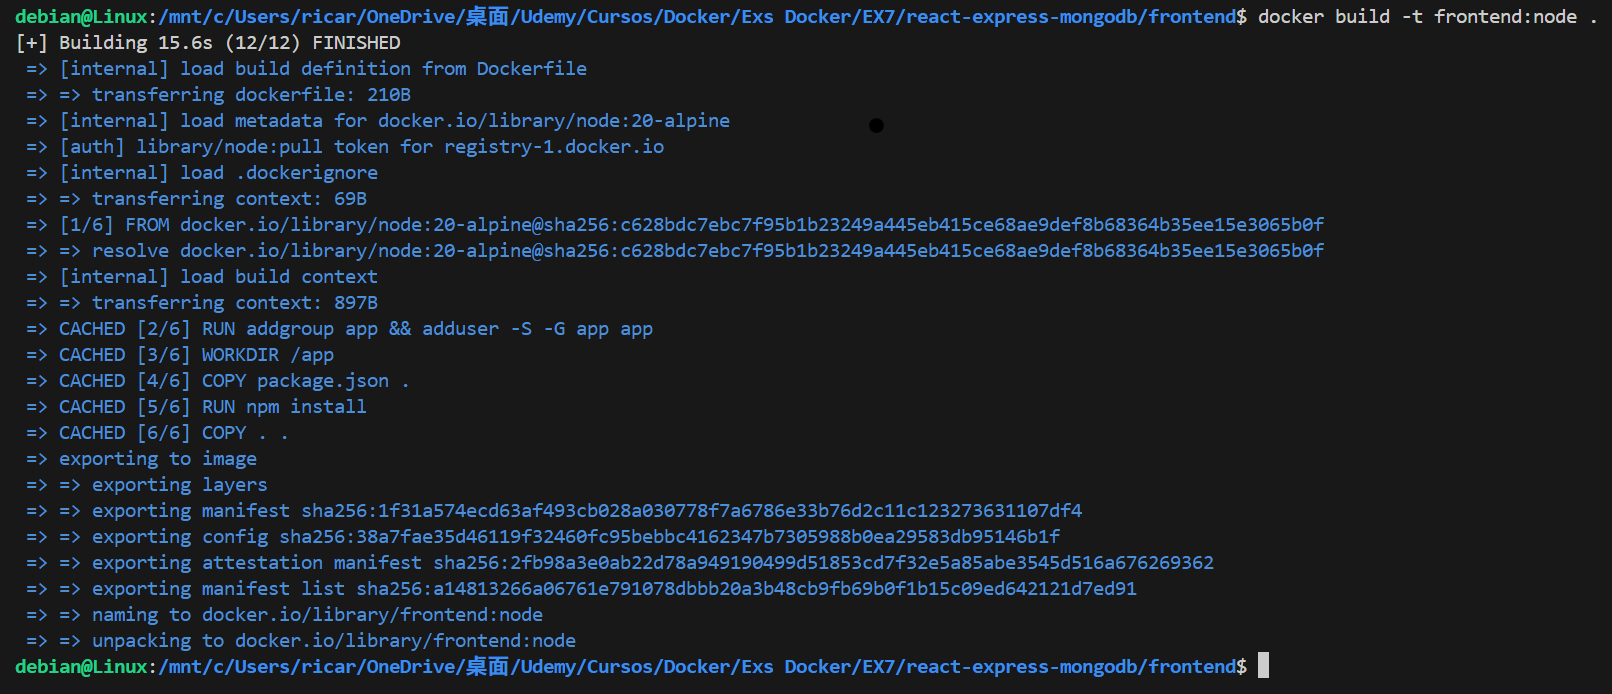 debian@Linux:/mnt/c/Users/ricar/OneDrive/桌面/Udemy/Cursos/Docker/Exs Docker/EX7/react-express-mongodb/frontend$ docker build -t frontend:node .
[+] Building 15.6s (12/12) FINISHED
=> [internal] load build definition from Dockerfile
=> => transferring dockerfile: 210B
=> [internal] load metadata for docker.io/library/node:20-alpine
=> [auth] library/node:pull token for registry-1.docker.io
=> [internal] load .dockerignore
=> => transferring context: 69B
=> [1/6] FROM docker.io/library/node:20-alpine@sha256:c628bdc7ebc7f95b1b23249a445eb415ce68ae9def8b68364b35ee15e3065b0f
=> => resolve docker.io/library/node:20-alpine@sha256:c628bdc7ebc7f95b1b23249a445eb415ce68ae9def8b68364b35ee15e3065b0f
=> [internal] load build context
=> => transferring context: 897B
=> CACHED [2/6] RUN addgroup app && adduser -S -G app app
=> CACHED [3/6] WORKDIR /app
=> CACHED [4/6] COPY package.json .
=> CACHED [5/6] RUN npm install
=> CACHED [6/6] COPY . .
=> exporting to image
=> => exporting layers
=> => exporting manifest sha256:1f31a574ecd63af493cb028a030778f7a6786e33b76d2c11c123273631107df4
=> => exporting config sha256:38a7fae35d46119f32460fc95bebbc4162347b7305988b0ea29583db95146b1f
=> => exporting attestation manifest sha256:2fb98a3e0ab22d78a949190499d51853cd7f32e5a85abe3545d516a676269362
=> => exporting manifest list sha256:a14813266a06761e791078dbbb20a3b48cb9fb69b0f1b15c09ed642121d7ed91
=> => naming to docker.io/library/frontend:node
=> => unpacking to docker.io/library/frontend:node
debian@Linux:/mnt/c/Users/ricar/OneDrive/桌面/Udemy/Cursos/Docker/Exs Docker/EX7/react-express-mongodb/frontend$